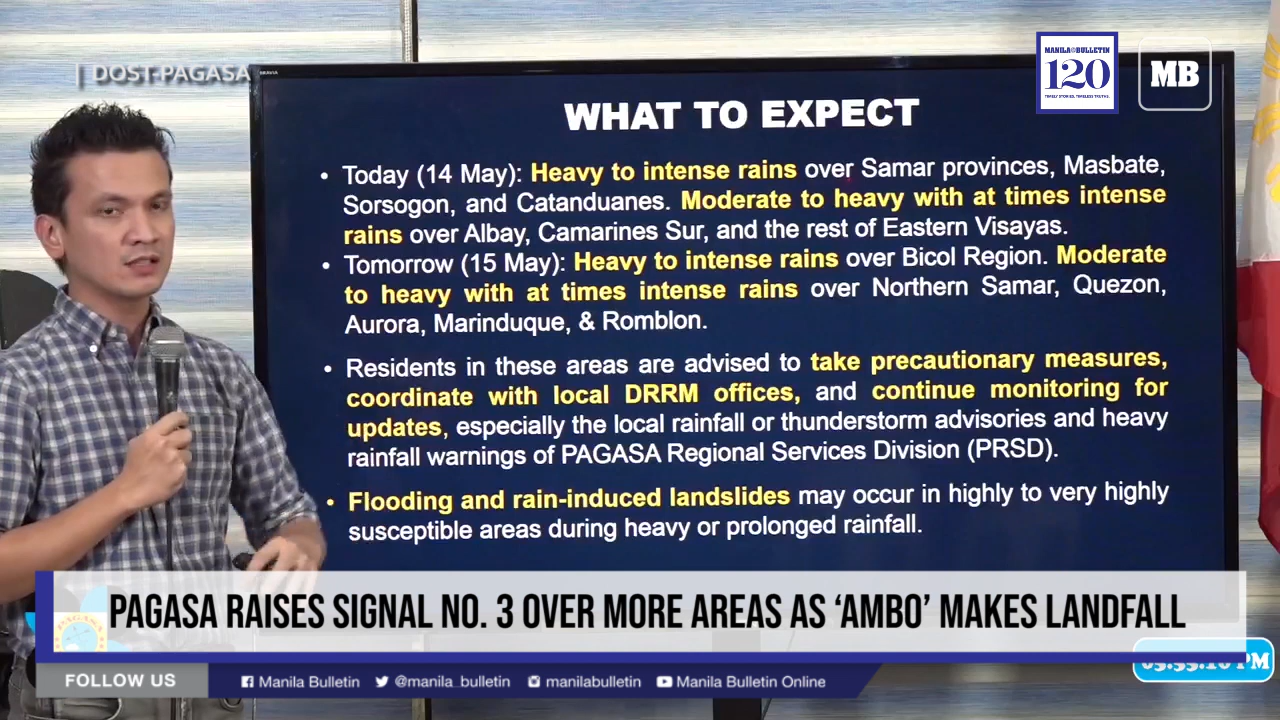 | DOST-PAGASA
MANILA BULLETIN
120
TIMELY STORIES. TIMELESS TRUTHS.
MB
WHAT TO EXPECT
• Today (14 May): Heavy to intense rains over Samar provinces, Masbate,
Sorsogon, and Catanduanes. Moderate to heavy with at times intense
rains over Albay, Camarines Sur, and the rest of Eastern Visayas.
• Tomorrow (15 May): Heavy to intense rains over Bicol Region. Moderate
to heavy with at times intense rains over Northern Samar, Quezon,
Aurora, Marinduque, & Romblon.
• Residents in these areas are advised to take precautionary measures,
coordinate with local DRRM offices, and continue monitoring for
updates, especially the local rainfall or thunderstorm advisories and heavy
rainfall warnings of PAGASA Regional Services Division (PRSD).
• Flooding and rain-induced landslides may occur in highly to very highly
susceptible areas during heavy or prolonged rainfall.
PAGASA RAISES SIGNAL NO. 3 OVER MORE AREAS AS ‘AMBO’ MAKES LANDFALL
PM
FOLLOW US
Manila Bulletin
@manila_bulletin
manilabulletin
Manila Bulletin Online